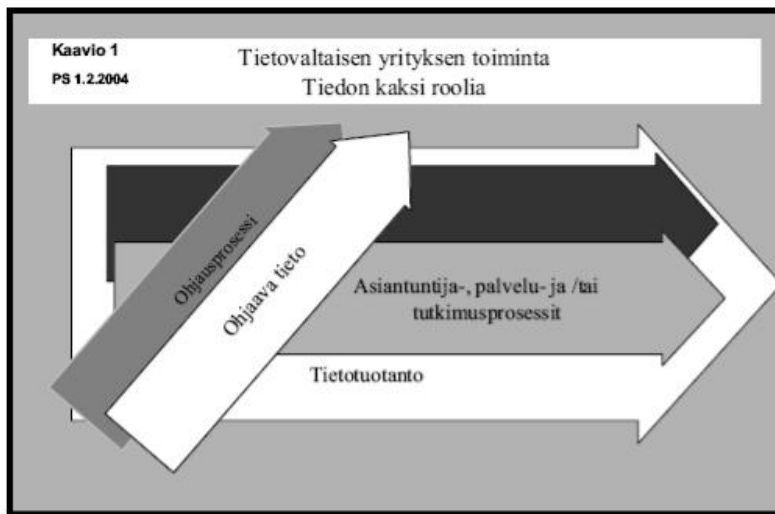 Kaavio 1
PS 1.2.2004
Tietovaltaisen yrityksen toiminta
Tiedon kaksi roolia
Ohjausprosessi
Ohjaava tieto
Asiantuntija-, palvelu- ja /tai
tutkimusprosessit
Tietotuotanto